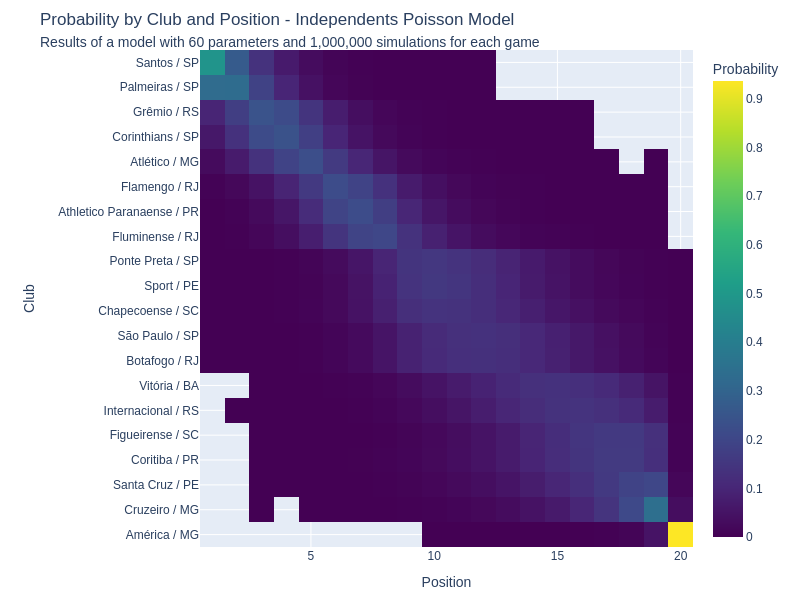 Probability by Club and Position - Independents Poisson Model
Results of a model with 60 parameters and 1,000,000 simulations for each game
Probability
Santos / SP
Palmeiras / SP
Grêmio / RS
Corinthians / SP
Atlético / MG
Flamengo / RJ
Athletico Paranaense / PR
Fluminense / RJ
Ponte Preta / SP
Sport / PE
Chapecoense / SC
São Paulo / SP
Botafogo / RJ
Vitória / BA
Internacional / RS
Figueirense / SC
Coritiba / PR
Santa Cruz / PE
Cruzeiro / MG
América / MG
Club
5
10
15
20
Position
0.9
0.8
0.7
0.6
0.5
0.4
0.3
0.2
0.1
0